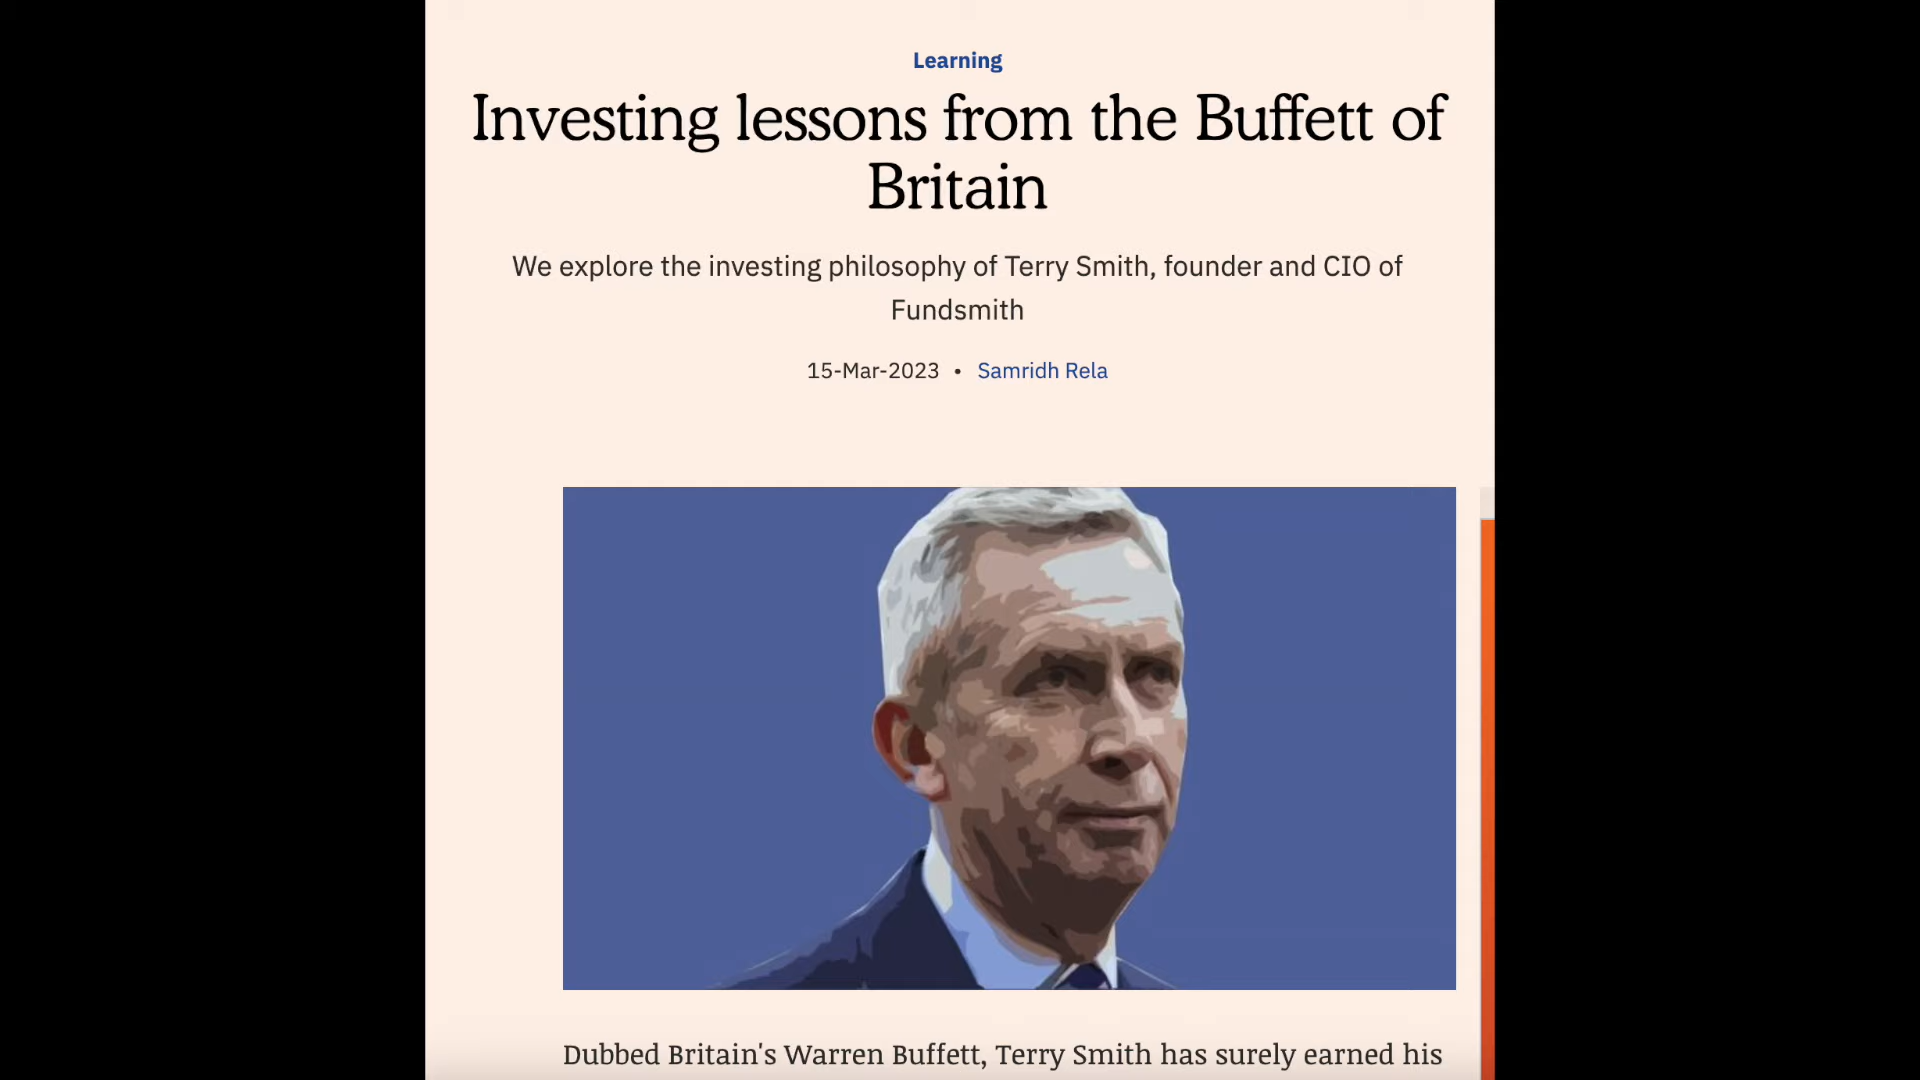 Learning
Investing lessons from the Buffett of
Britain
We explore the investing philosophy of Terry Smith, founder and CIO of
Fundsmith
15-Mar-2023 • Samridh Rela
Dubbed Britain's Warren Buffett, Terry Smith has surely earned his